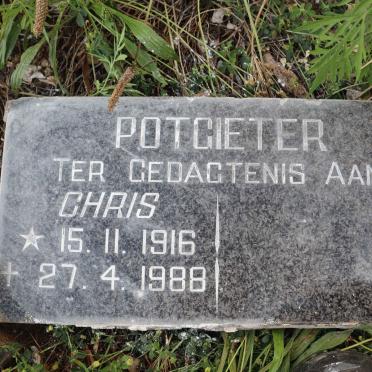 POTGIETER
TER GEDAGTENIS AAN
CHRIS
15. 11. 1916
27. 4. 1988